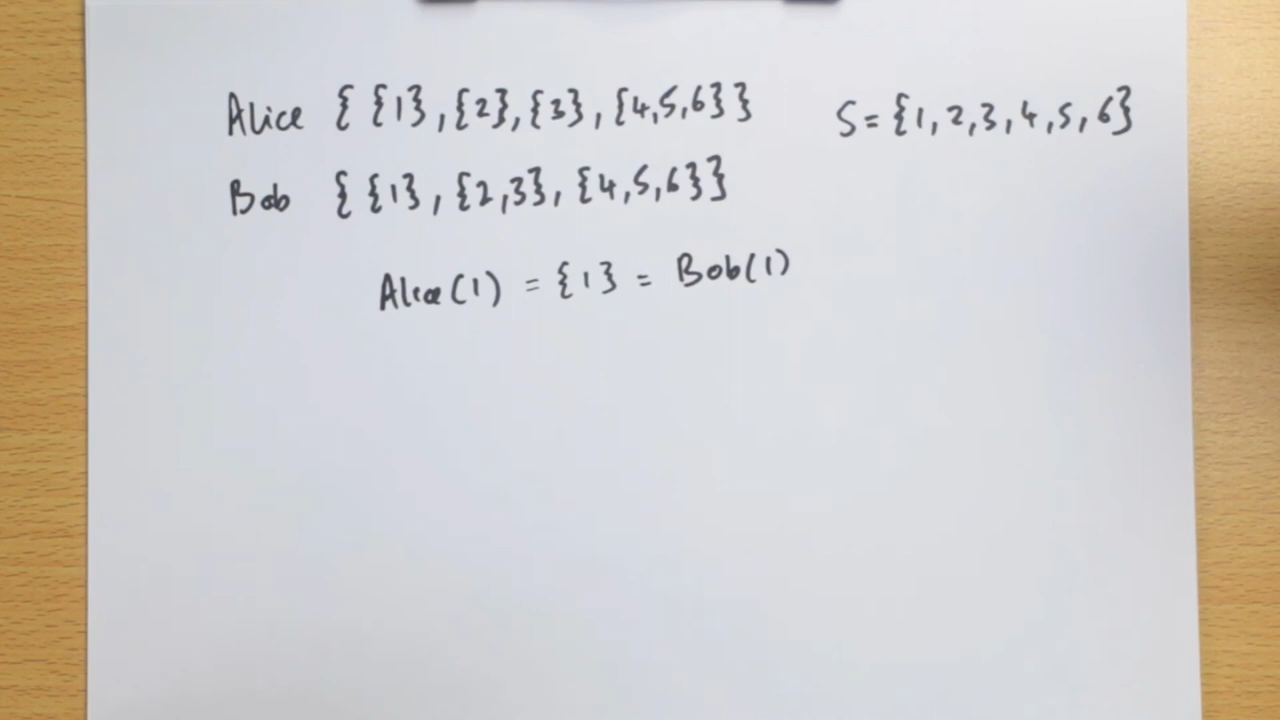 Alice { {1}, {2}, {3}, {4,5,6}} S={1,2,3,4,5,6}
Bob { {1}, {2,3}, {4,5,6}}
Alice(1) = {1} = Bob(1)